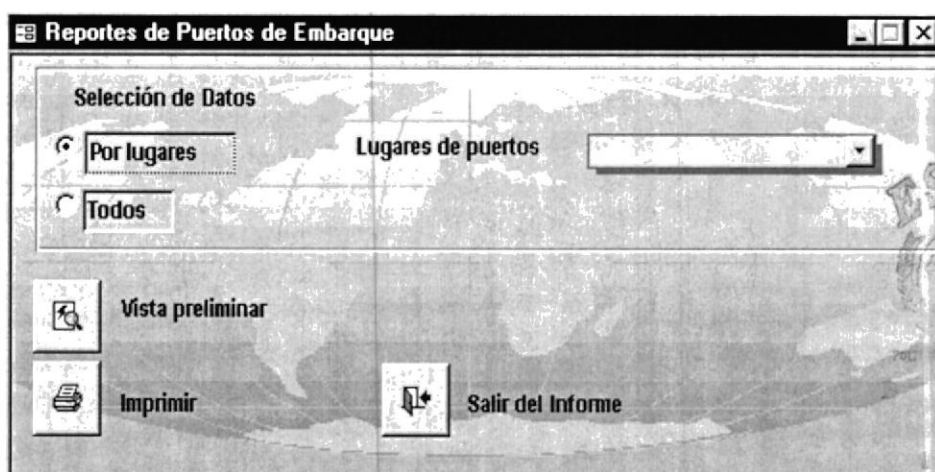 Reportes de Puertos de Embarque
Selección de Datos
Por lugares
Lugares de puertos
Todos
Vista preliminar
Imprimir
Salir del Informe